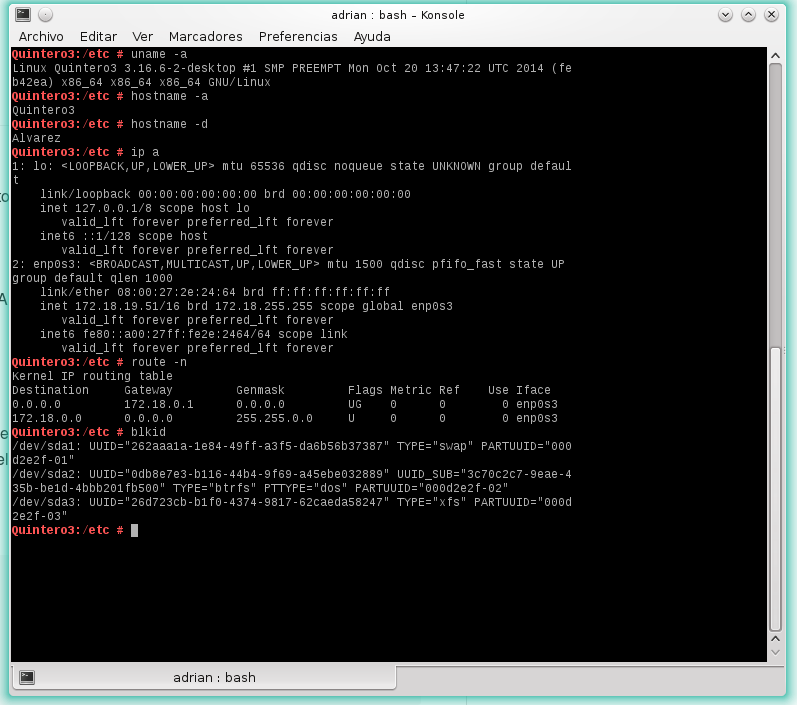 adrian : bash – Konsole
Archivo Editar Ver Marcadores Preferencias Ayuda
Quintero3:/etc # uname -a
Linux Quintero3 3.16.6-2-desktop #1 SMP PREEMPT Mon Oct 20 13:47:22 UTC 2014 (fe
b42ea) x86_64 x86_64 x86_64 GNU/Linux
Quintero3:/etc # hostname -a
Quintero3
Quintero3:/etc # hostname -d
Alvarez
Quintero3:/etc # ip a
1: lo: <LOOPBACK,UP,LOWER_UP> mtu 65536 qdisc noqueue state UNKNOWN group defaul
t
    link/loopback 00:00:00:00:00:00 brd 00:00:00:00:00:00
    inet 127.0.0.1/8 scope host lo
       valid_lft forever preferred_lft forever
    inet6 ::1/128 scope host
       valid_lft forever preferred_lft forever
2: enp0s3: <BROADCAST,MULTICAST,UP,LOWER_UP> mtu 1500 qdisc pfifo_fast state UP
group default qlen 1000
    link/ether 08:00:27:2e:24:64 brd ff:ff:ff:ff:ff:ff
    inet 172.18.19.51/16 brd 172.18.255.255 scope global enp0s3
       valid_lft forever preferred_lft forever
    inet6 fe80::a00:27ff:fe2e:2464/64 scope link
       valid_lft forever preferred_lft forever
Quintero3:/etc # route -n
Kernel IP routing table
Destination     Gateway         Genmask         Flags Metric Ref    Use Iface
0.0.0.0         172.18.0.1      0.0.0.0         UG    0      0        0 enp0s3
172.18.0.0      0.0.0.0         255.255.0.0     U     0      0        0 enp0s3
Quintero3:/etc # blkid
/dev/sda1: UUID="262aaa1a-1e84-49ff-a3f5-da6b56b37387" TYPE="swap" PARTUUID="000
d2e2f-01"
/dev/sda2: UUID="0db8e7e3-b116-44b4-9f69-a45ebe032889" UUID_SUB="3c70c2c7-9eae-4
35b-be1d-4bbb201fb500" TYPE="btrfs" PTTYPE="dos" PARTUUID="000d2e2f-02"
/dev/sda3: UUID="26d723cb-b1f0-4374-9817-62caeda58247" TYPE="xfs" PARTUUID="000d
2e2f-03"
Quintero3:/etc #
adrian : bash